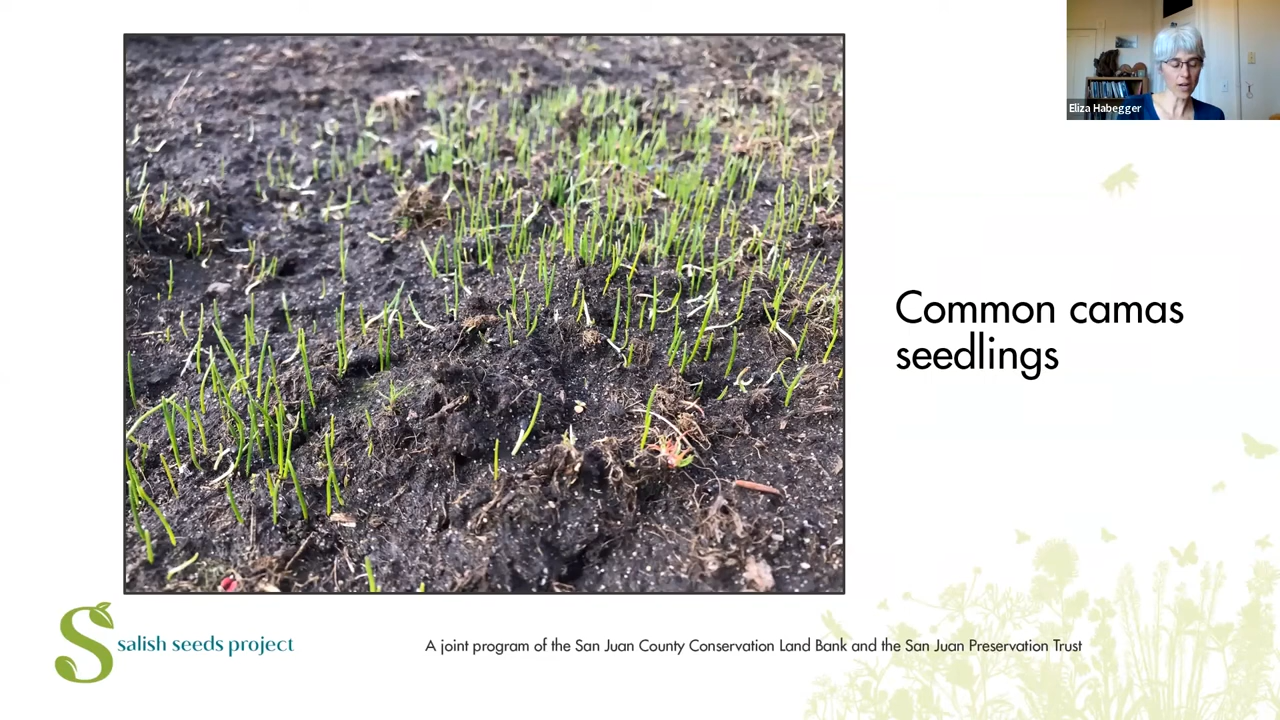 Eliza Habegger
Common camas
seedlings
salish seeds project
A joint program of the San Juan County Conservation Land Bank and the San Juan Preservation Trust